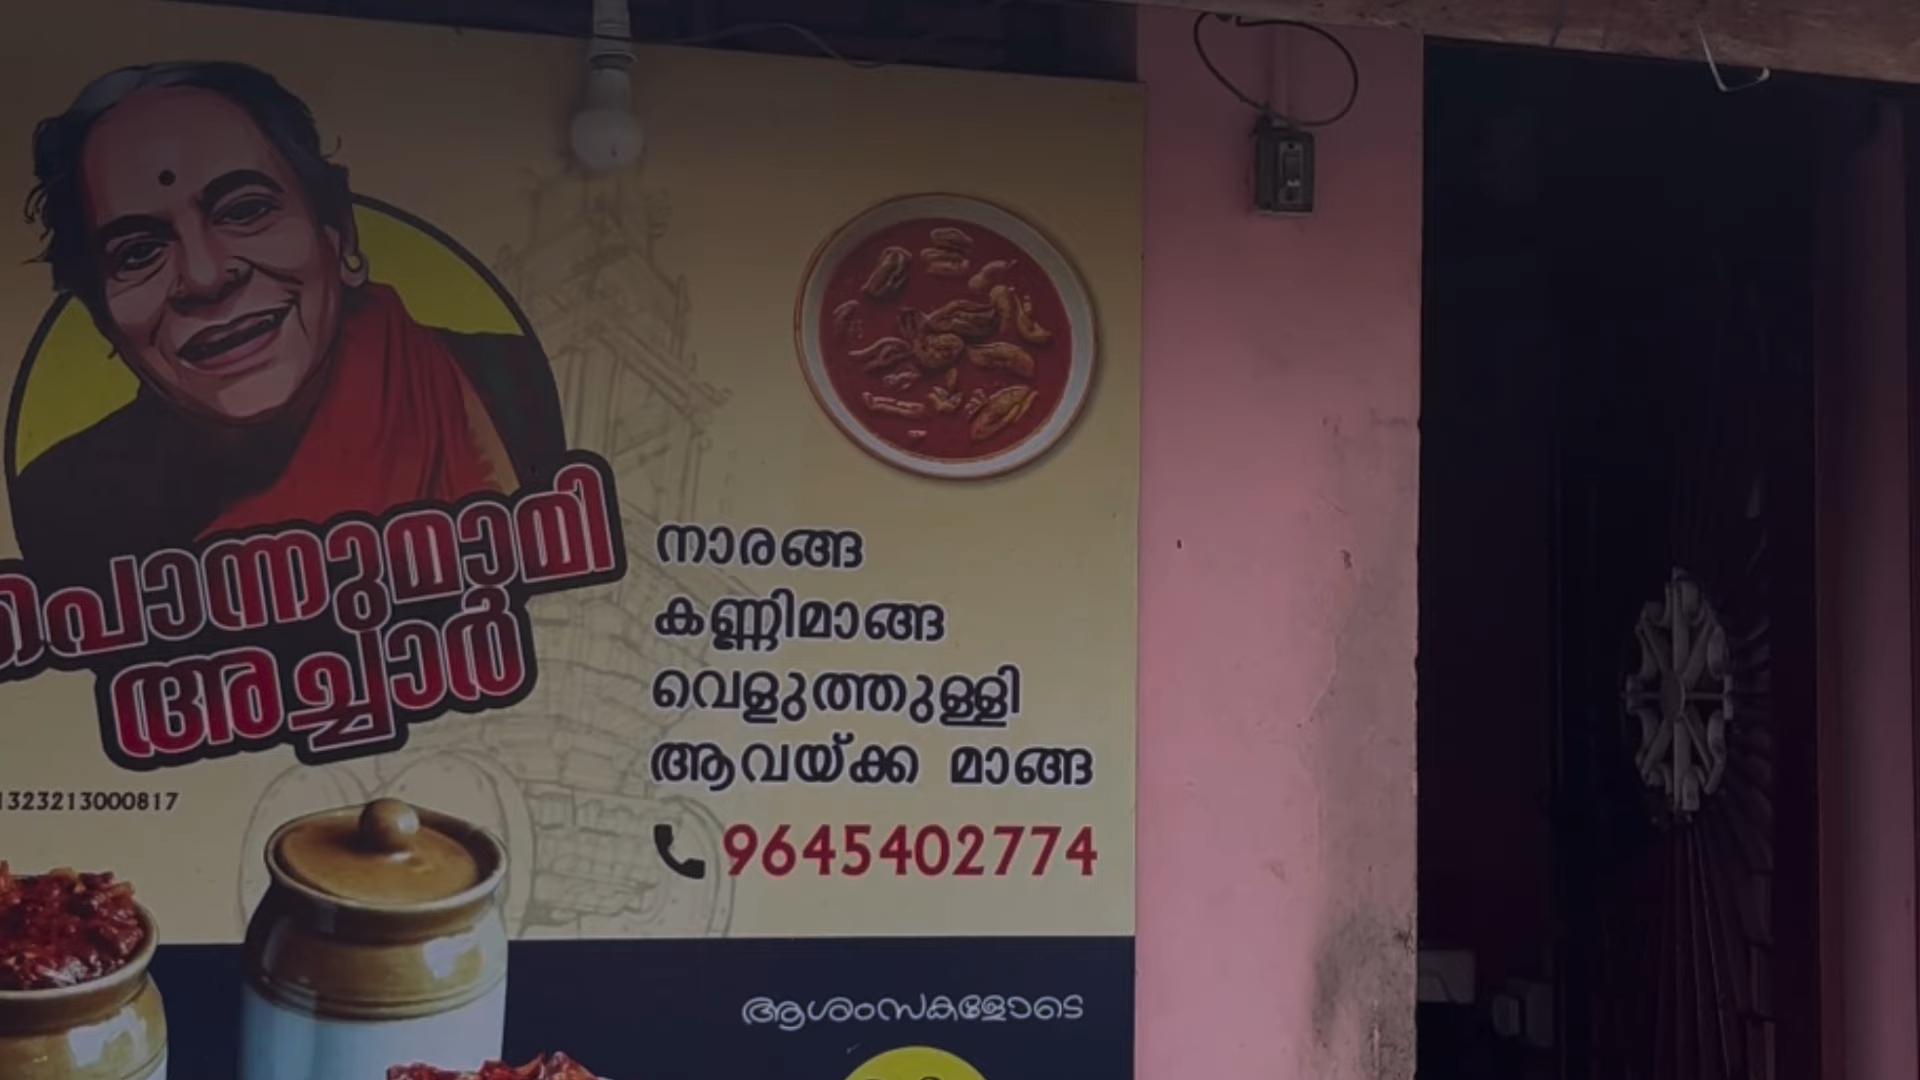 പൊന്നുമാമി
അച്ചാർ
1323213000817
നാരങ്ങ
കണ്ണിമാങ്ങ
വെളുത്തുള്ളി
ആവയ്ക്ക മാങ്ങ
9645402774
ആശംസകളോടെ